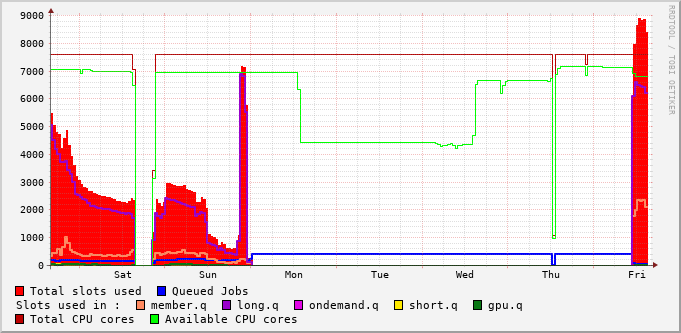 RRDTOOL / TOBI OETIKER
9000
8000
7000
6000
5000
4000
3000
2000
1000
0
Sat Sun Mon Tue Wed Thu Fri
Total slots used Queued Jobs
Slots used in : member.q long.q ondemand.q short.q gpu.q
Total CPU cores Available CPU cores